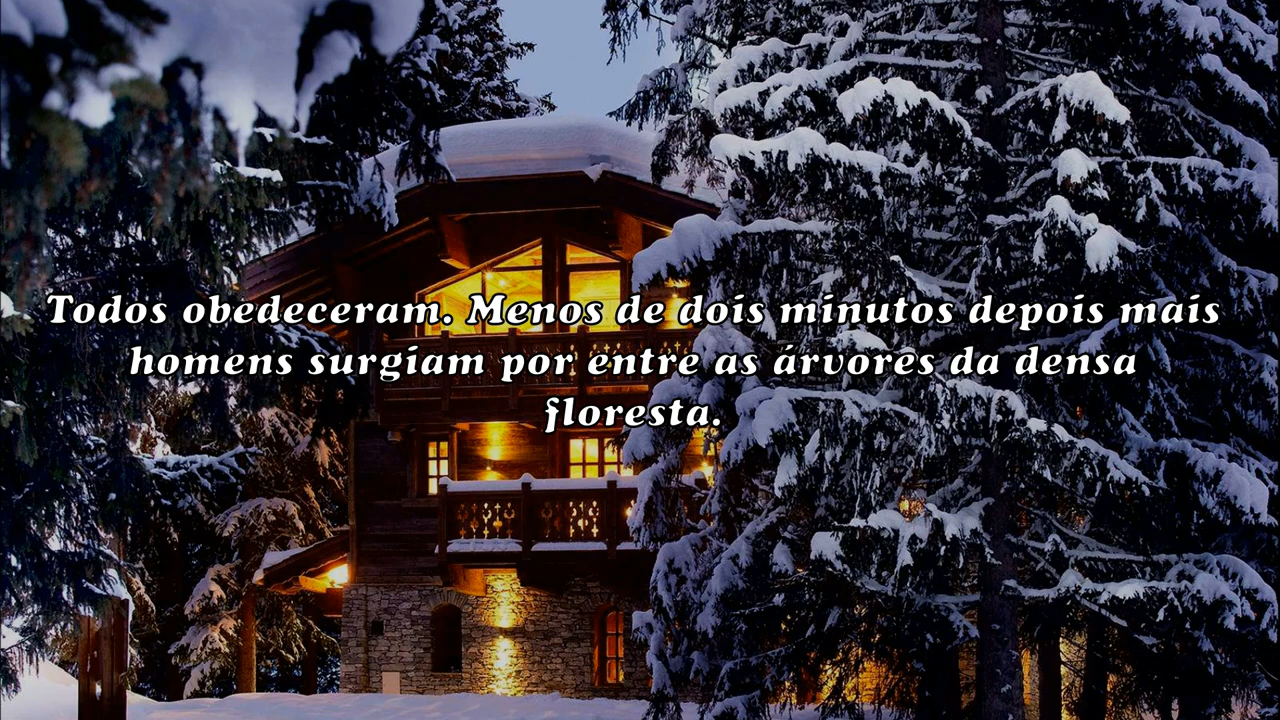 Todos obedeceram. Menos de dois minutos depois mais
homens surgiam por entre as árvores da densa
floresta.